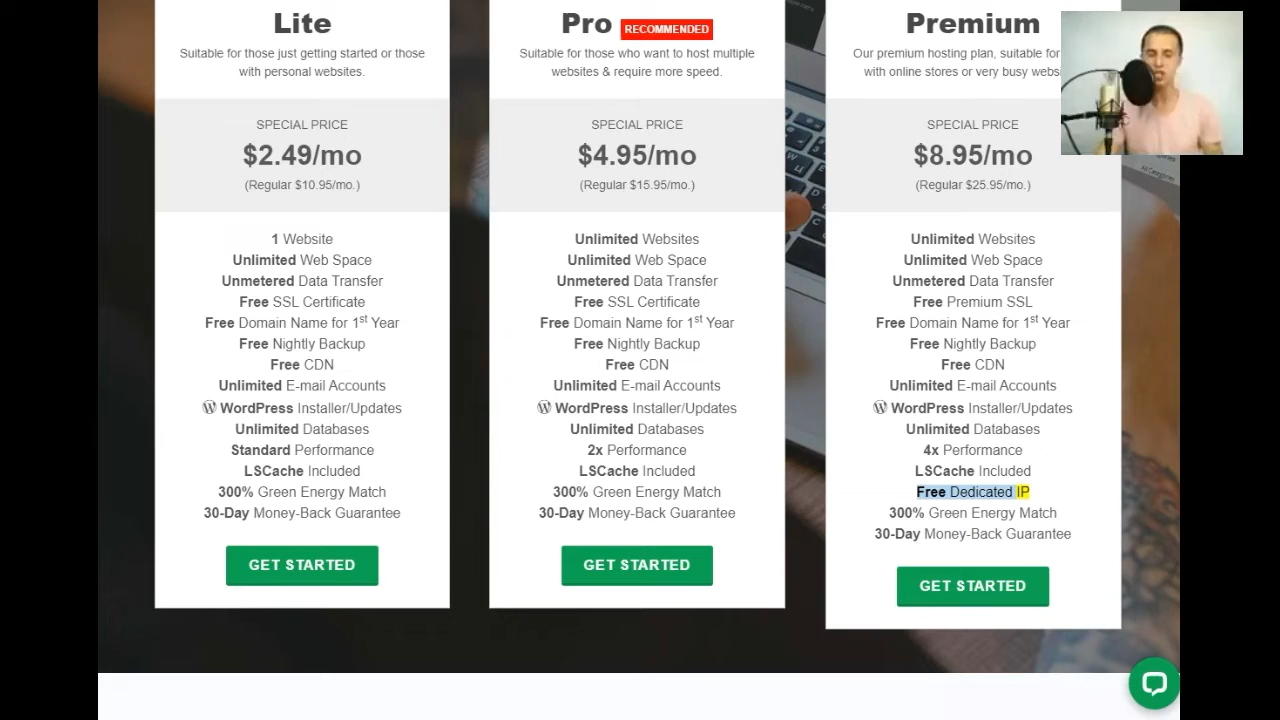 Lite
Suitable for those just getting started or those
with personal websites.
SPECIAL PRICE
$2.49/mo
(Regular $10.95/mo.)
1 Website
Unlimited Web Space
Unmetered Data Transfer
Free SSL Certificate
Free Domain Name for 1st Year
Free Nightly Backup
Free CDN
Unlimited E-mail Accounts
WordPress Installer/Updates
Unlimited Databases
Standard Performance
LSCache Included
300% Green Energy Match
30-Day Money-Back Guarantee
GET STARTED
Pro RECOMMENDED
Suitable for those who want to host multiple
websites & require more speed.
SPECIAL PRICE
$4.95/mo
(Regular $15.95/mo.)
Unlimited Websites
Unlimited Web Space
Unmetered Data Transfer
Free SSL Certificate
Free Domain Name for 1st Year
Free Nightly Backup
Free CDN
Unlimited E-mail Accounts
WordPress Installer/Updates
Unlimited Databases
2x Performance
LSCache Included
300% Green Energy Match
30-Day Money-Back Guarantee
GET STARTED
Premium
Our premium hosting plan, suitable for
with online stores or very busy
SPECIAL PRICE
$8.95/mo
(Regular $25.95/mo.)
Unlimited Websites
Unlimited Web Space
Unmetered Data Transfer
Free Premium SSL
Free Domain Name for 1st Year
Free Nightly Backup
Free CDN
Unlimited E-mail Accounts
WordPress Installer/Updates
Unlimited Databases
4x Performance
LSCache Included
Free Dedicated IP
300% Green Energy Match
30-Day Money-Back Guarantee
GET STARTED